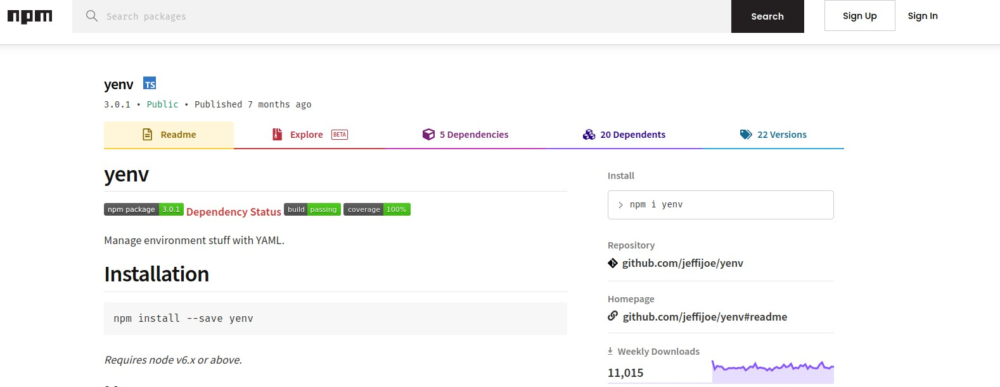 npm
Search packages
Search
Sign Up
Sign In
yenv TS
3.0.1 • Public • Published 7 months ago
Readme
Explore BETA
5 Dependencies
20 Dependents
22 Versions
yenv
npm package 3.0.1 Dependency Status build passing coverage 100%
Manage environment stuff with YAML.
Installation
npm install --save yenv
Requires node v6.x or above.
Install
> npm i yenv
Repository
github.com/jeffijoe/yenv
Homepage
github.com/jeffijoe/yenv#readme
Weekly Downloads
11,015